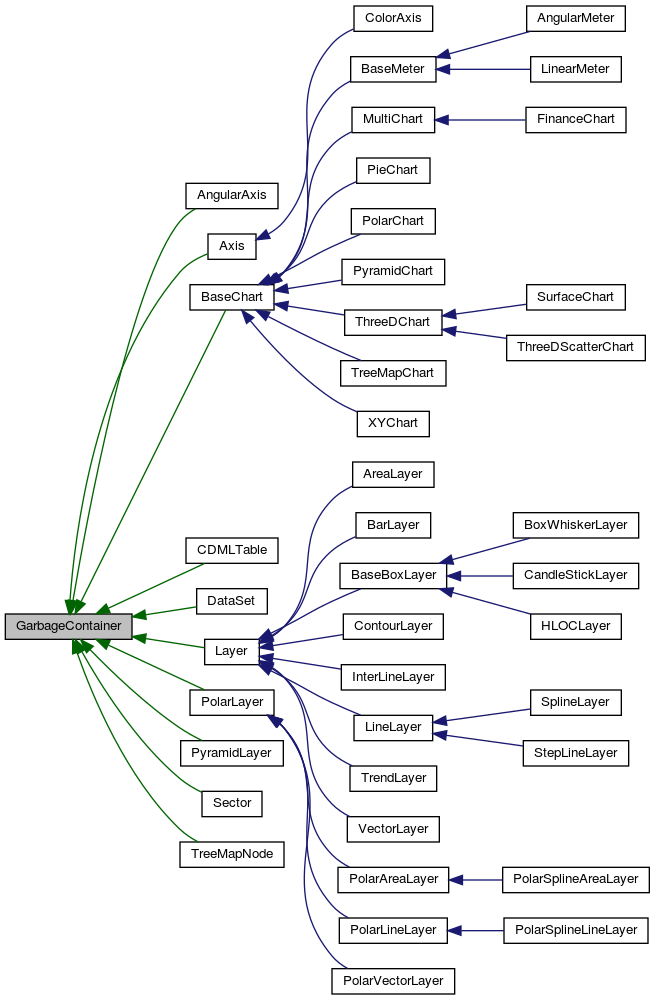 ColorAxis
AngularMeter
BaseMeter
LinearMeter
MultiChart
FinanceChart
PieChart
AngularAxis
PolarChart
Axis
PyramidChart
BaseChart
SurfaceChart
ThreeDChart
ThreeDScatterChart
TreeMapChart
XYChart
AreaLayer
BarLayer
BoxWhiskerLayer
CDMLTable
BaseBoxLayer
CandleStickLayer
DataSet
GarbageContainer
ContourLayer
HLOCLayer
Layer
InterLineLayer
PolarLayer
SplineLayer
LineLayer
PyramidLayer
StepLineLayer
TrendLayer
Sector
VectorLayer
TreeMapNode
PolarAreaLayer
PolarSplineAreaLayer
PolarLineLayer
PolarSplineLineLayer
PolarVectorLayer